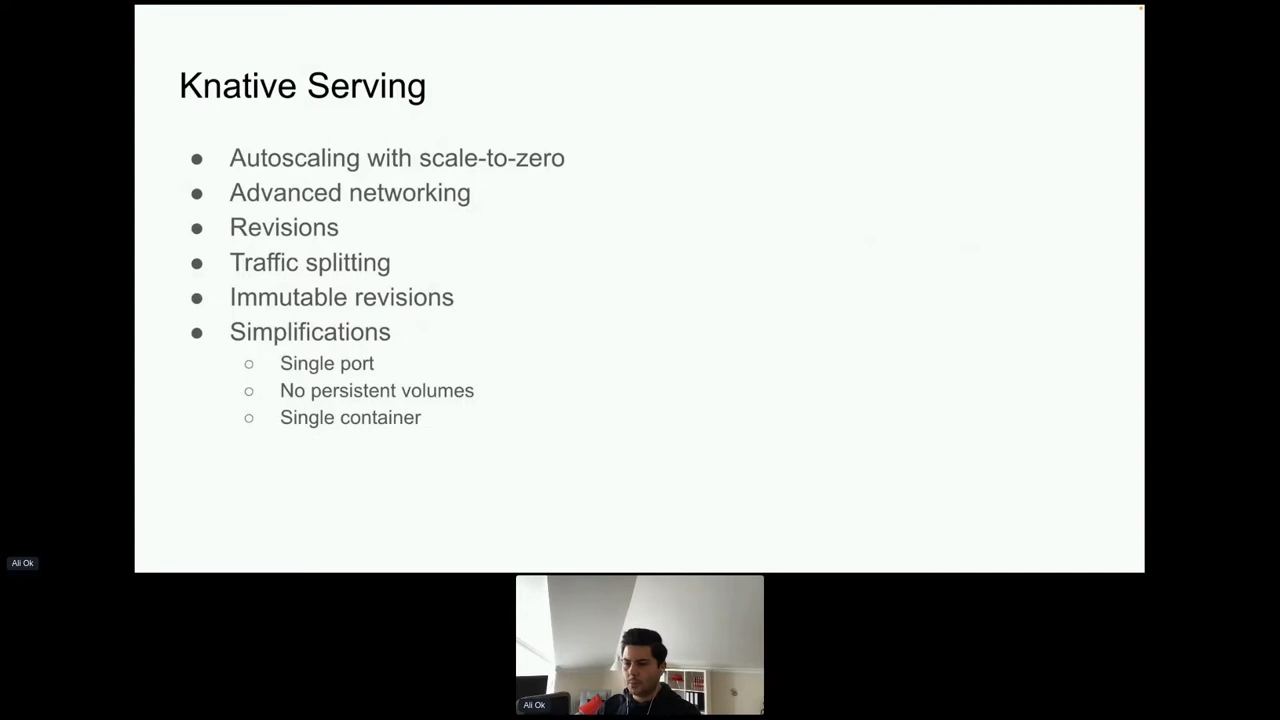 Knative Serving
● Autoscaling with scale-to-zero
● Advanced networking
● Revisions
● Traffic splitting
● Immutable revisions
● Simplifications
○ Single port
○ No persistent volumes
○ Single container
Ali Ok
Ali Ok